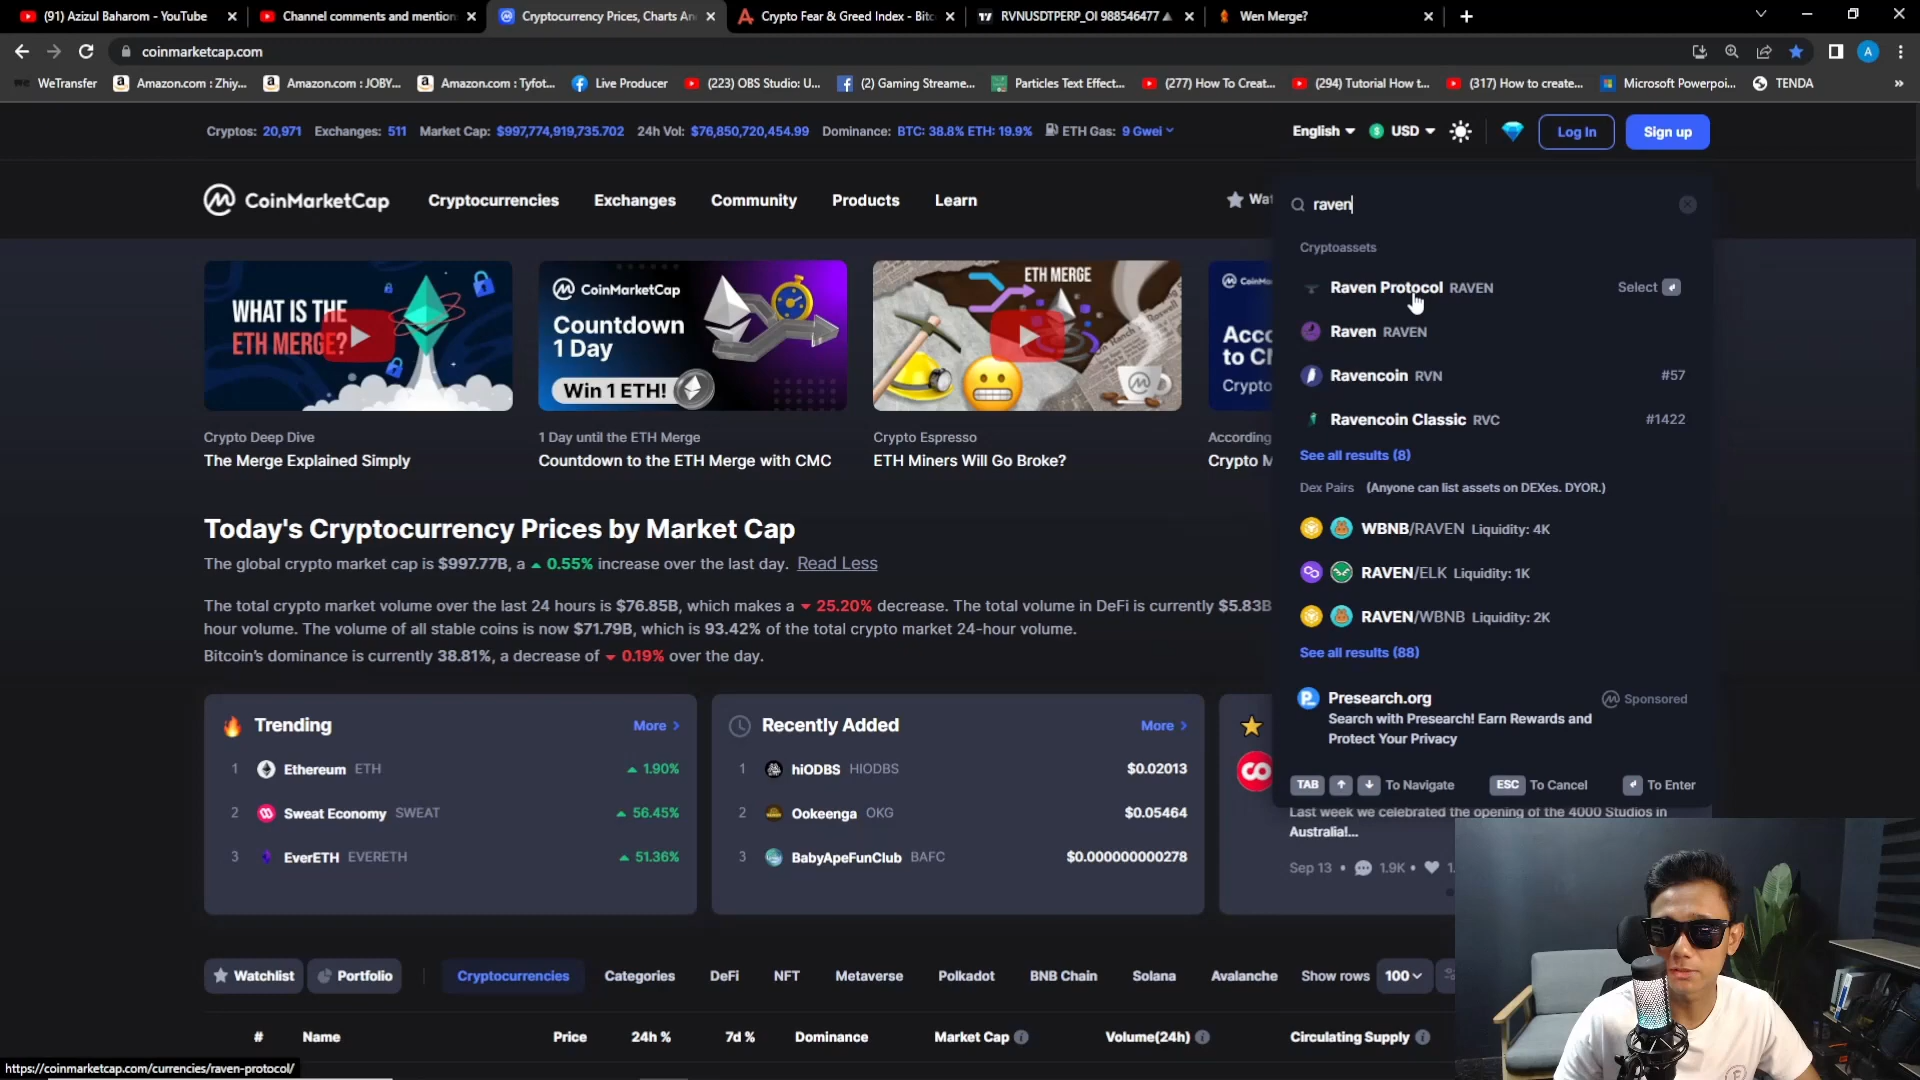 (91) Azizul Baharom - YouTube
Channel comments and mention
Cryptocurrency Prices, Charts An
Crypto Fear & Greed Index - Bitc
RVNUSDTPERP_OI 988546477
Wen Merge?
coinmarketcap.com
A
WeTransfer
Amazon.com : Zhiy...
Amazon.com : JOBY...
Amazon.com : Tyfot...
Live Producer
(223) OBS Studio: U...
(2) Gaming Streame...
Particles Text Effect...
(277) How To Creat...
(294) Tutorial How t...
(317) How to create...
Microsoft Powerpoi...
TENDA
Cryptos: 20,971 Exchanges: 511 Market Cap: $997,774,919,735.702 24h Vol: $76,850,720,454.99 Dominance: BTC: 38.8% ETH: 19.9% ETH Gas: 9 Gwei
English
USD
Log In
Sign up
CoinMarketCap
Cryptocurrencies
Exchanges
Community
Products
Learn
Wat
raven
Cryptoassets
Raven Protocol RAVEN
Select
Raven RAVEN
Ravencoin RVN
#57
Ravencoin Classic RVC
#1422
See all results (8)
Dex Pairs (Anyone can list assets on DEXes. DYOR.)
WBNB/RAVEN Liquidity: 4K
RAVEN/ELK Liquidity: 1K
RAVEN/WBNB Liquidity: 2K
See all results (88)
Presearch.org
Sponsored
Search with Presearch! Earn Rewards and
Protect Your Privacy
TAB
To Navigate
ESC To Cancel
To Enter
WHAT IS THE
ETH MERGE?
CoinMarketCap
Countdown
1 Day
Win 1 ETH!
ETH MERGE
CoinM
Acco
to CM
Crypto
Crypto Deep Dive
The Merge Explained Simply
1 Day until the ETH Merge
Countdown to the ETH Merge with CMC
Crypto Espresso
ETH Miners Will Go Broke?
According
Crypto M
Today's Cryptocurrency Prices by Market Cap
The global crypto market cap is $997.77B, a 0.55% increase over the last day. Read Less
The total crypto market volume over the last 24 hours is $76.85B, which makes a 25.20% decrease. The total volume in DeFi is currently $5.83B
hour volume. The volume of all stable coins is now $71.79B, which is 93.42% of the total crypto market 24-hour volume.
Bitcoin's dominance is currently 38.81%, a decrease of 0.19% over the day.
Trending
More
1 Ethereum ETH 1.90%
2 Sweat Economy SWEAT 56.45%
3 EverETH EVERETH 51.36%
Recently Added
More
1 hiODBS HIODBS $0.02013
2 Ookeenga OKG $0.05464
3 BabyApeFunClub BAFC $0.000000000278
Last week we celebrated the opening of the 4000 Studios in
Australia!...
Sep 13 • 1.9K • 1.
Watchlist
Portfolio
Cryptocurrencies
Categories
DeFi
NFT
Metaverse
Polkadot
BNB Chain
Solana
Avalanche
Show rows
100
#
Name
Price
24h %
7d %
Dominance
Market Cap
Volume(24h)
Circulating Supply
https://coinmarketcap.com/currencies/raven-protocol/